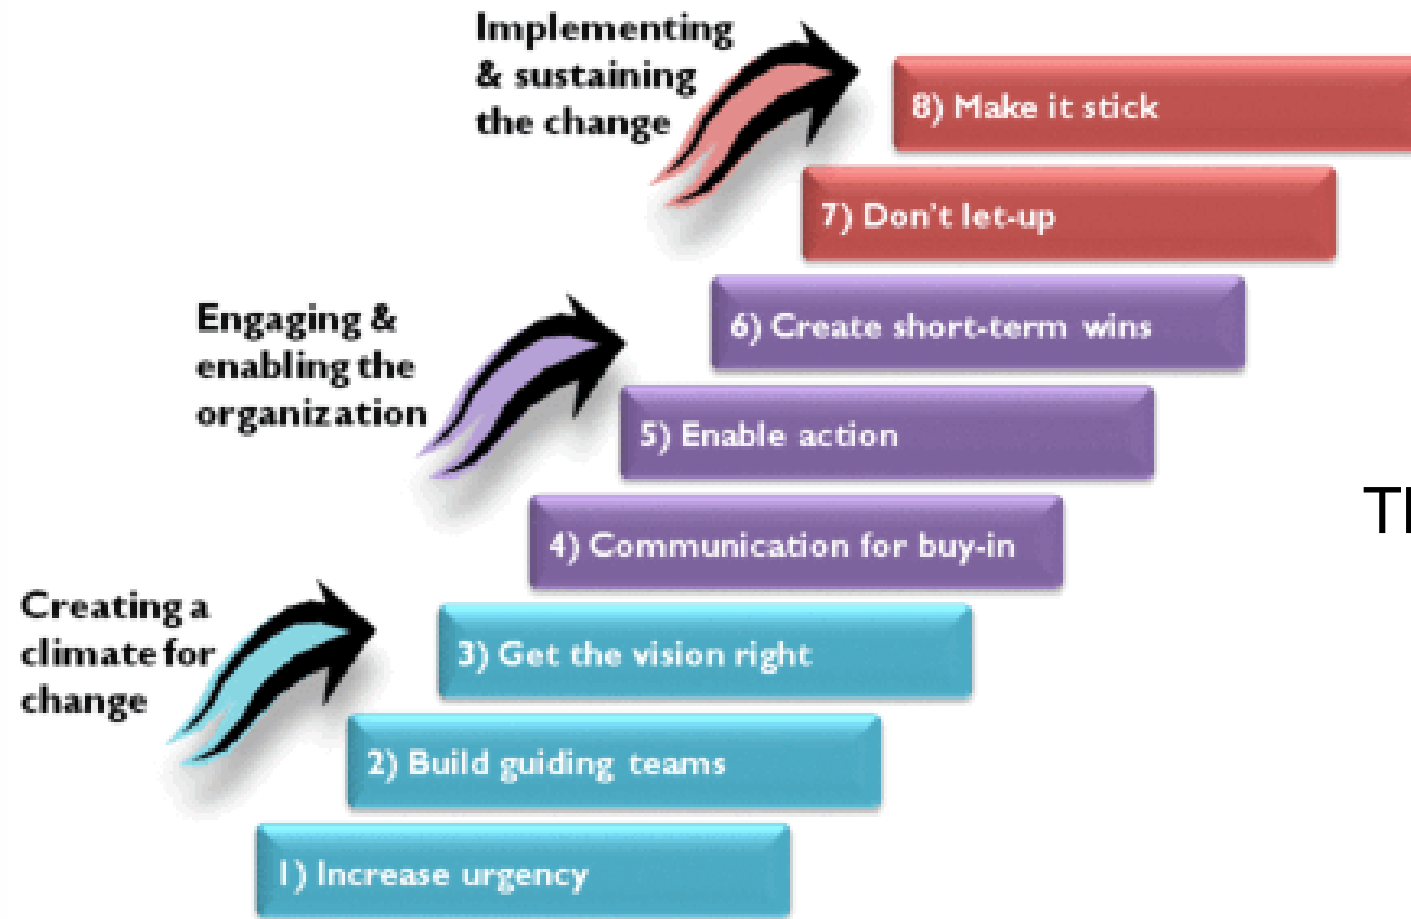 Implementing
& sustaining
the change
8) Make it stick
7) Don't let-up
Engaging &
enabling the
organization
6) Create short-term wins
5) Enable action
4) Communication for buy-in
Creating a
climate for
change
3) Get the vision right
2) Build guiding teams
1) Increase urgency